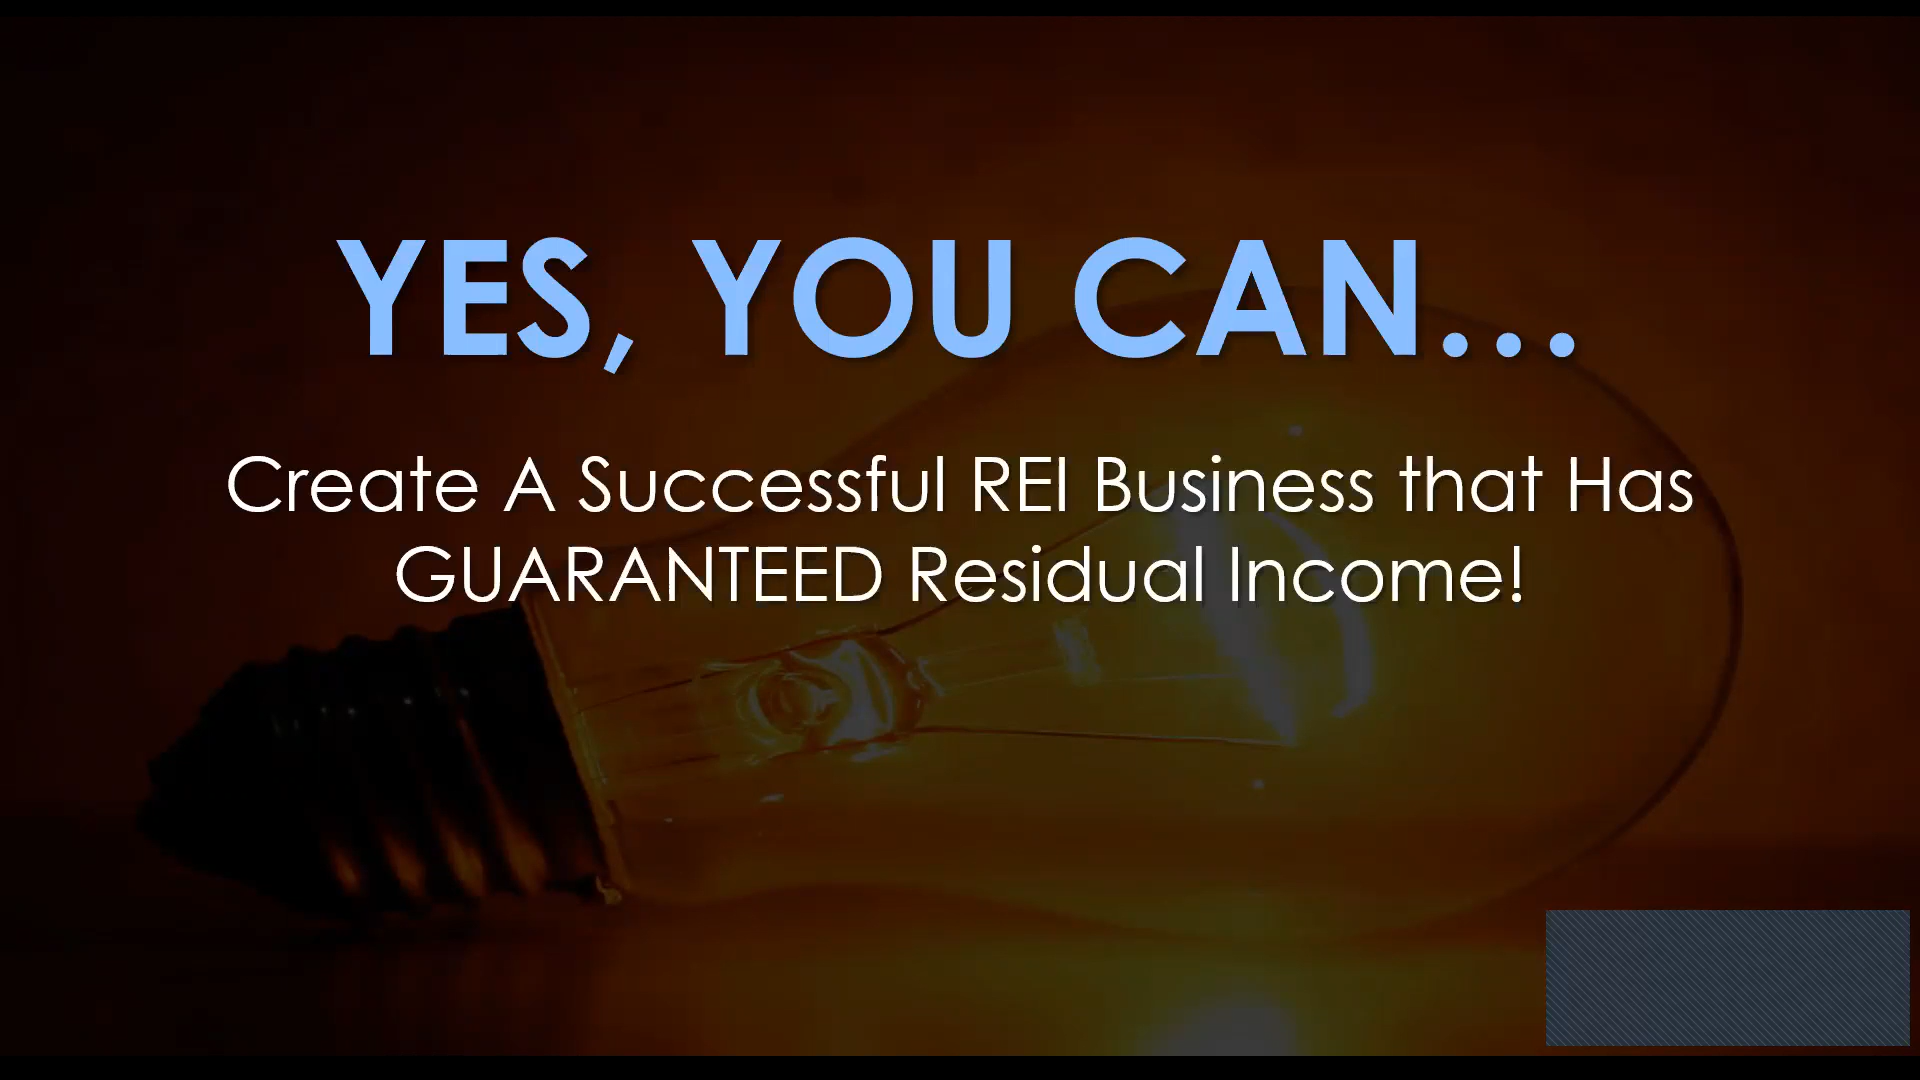 YES, YOU CAN...
Create A Successful REI Business that Has
GUARANTEED Residual Income!